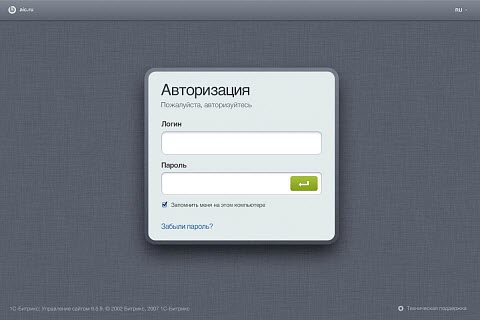 aic.ru
RU
Авторизация
Пожалуйста, авторизуйтесь
Логин
Пароль
Запомнить меня на этом компьютере
Забыли пароль?
1С-Битрикс: Управление сайтом 9.0.9. © 2002 Битрикс, 2007 1С-Битрикс
Техническая поддержка